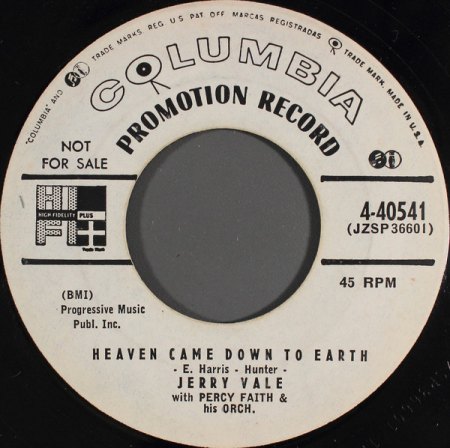 "COLUMBIA" AND TRADE MARKS REG. U.S. PAT. OFF. MARCAS REGISTRADAS TRADE MARK. MADE IN U.S.A.
COLUMBIA
PROMOTION RECORD
NOT
FOR SALE
HI
HIGH FIDELITY PLUS
FI+
4-40541
(JZSP 36601)
45 RPM
(BMI)
Progressive Music
Publ. Inc.
HEAVEN CAME DOWN TO EARTH
- E. Harris - Hunter -
JERRY VALE
with PERCY FAITH &
his ORCH.